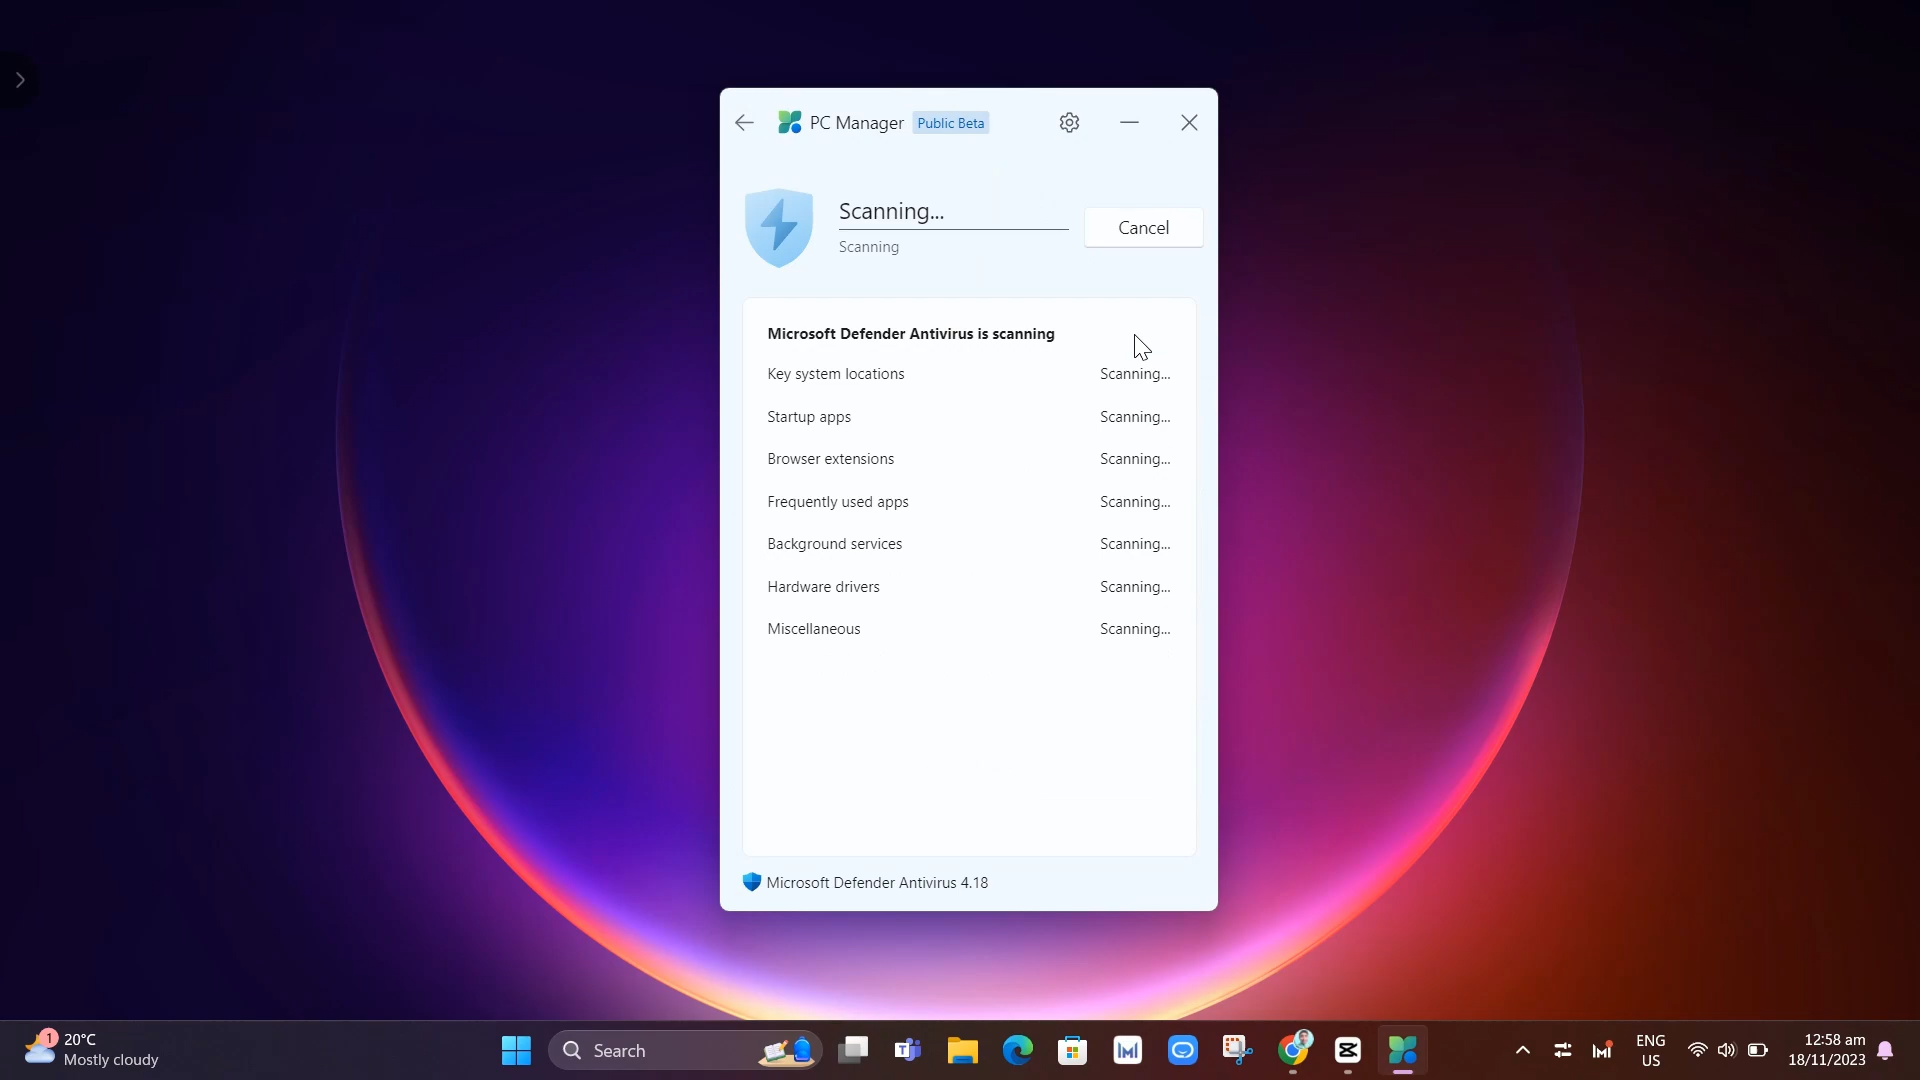 PC Manager Public Beta
Scanning...
Scanning
Cancel
Microsoft Defender Antivirus is scanning
Key system locations Scanning...
Startup apps Scanning...
Browser extensions Scanning...
Frequently used apps Scanning...
Background services Scanning...
Hardware drivers Scanning...
Miscellaneous Scanning...
Microsoft Defender Antivirus 4.18
1
20°C
Mostly cloudy
Search
ENG
US
12:58 am
18/11/2023